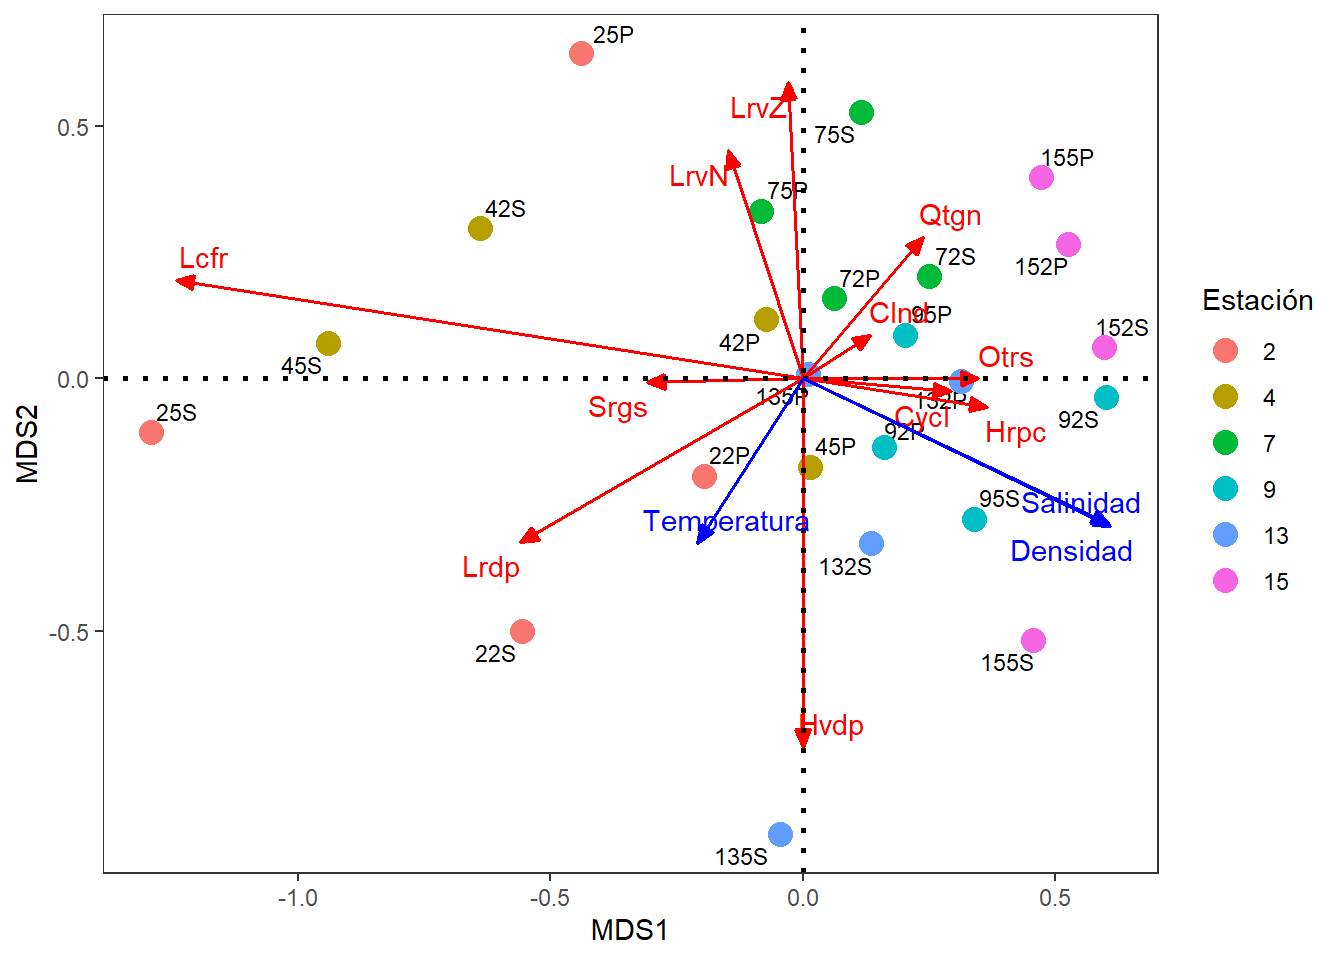 25P
LrvZ
0.5
75S
155P
LrvN
75P
42S
Qtgn
Lcfr
72S
152P
72P
Estación
Clnd
95P
152S
42P
2
45S
Otrs
0.0
135P
132P
4
Srgs
25S
Cycl
92S
Hrpc
92P
7
MDS2
22P
45P
9
95S
Salinidad
Temperatura
13
Densidad
Lrdp
132S
15
-0.5
22S
155S
Hvdp
135S
-1.0
-0.5
0.0
0.5
MDS1